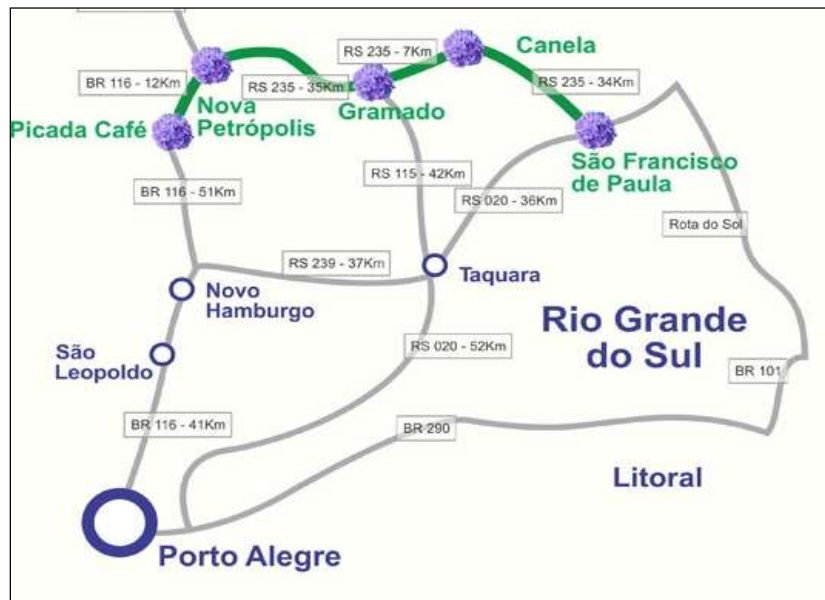 RS 235 - 7Km
Canela
BR 116 - 12Km
RS 235 - 35Km
RS 235 - 34Km
Nova
Petrópolis
Gramado
Picada Café
São Francisco
de Paula
RS 115 - 42Km
BR 116 - 51Km
RS 020 - 36Km
Rota do Sol
RS 239 - 37Km
Taquara
Novo
Hamburgo
Rio Grande
do Sul
São
Leopoldo
RS 020 - 52Km
BR 101
BR 116 - 41Km
BR 290
Litoral
Porto Alegre